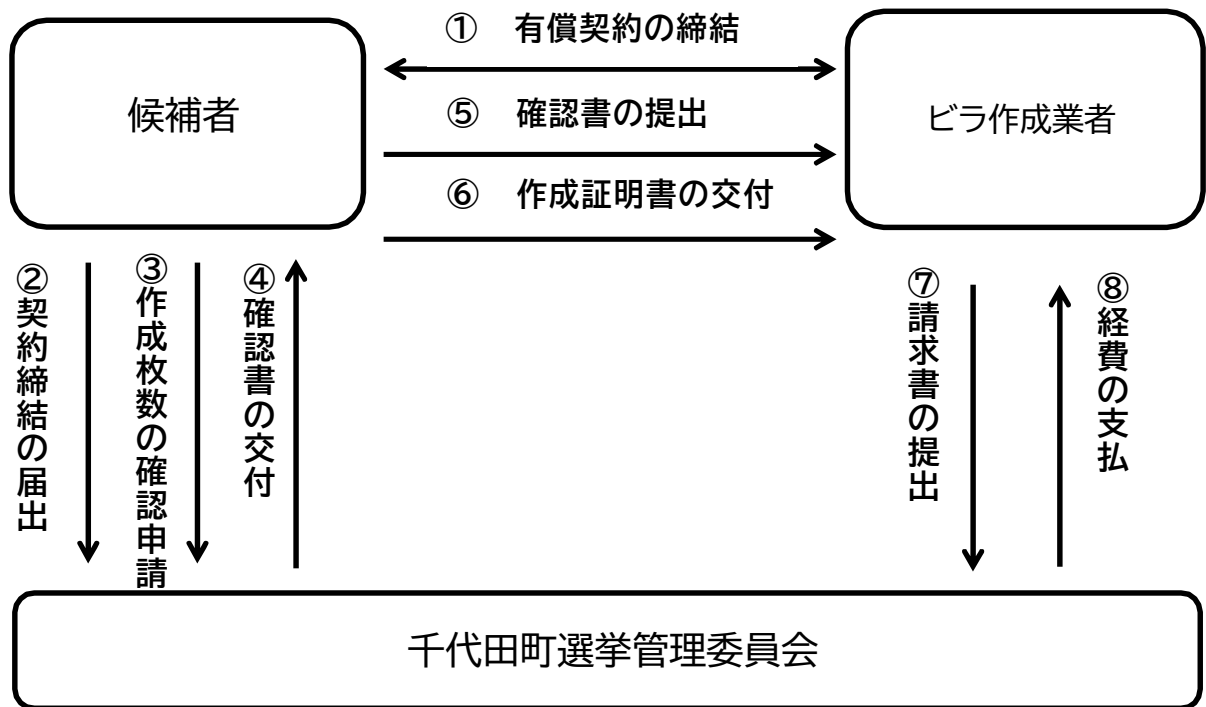 ① 有償契約の締結
候補者
⑤ 確認書の提出
ビラ作成業者
⑥ 作成証明書の交付
②契約締結の届出
③作成枚数の確認申請
④確認書の交付
⑦請求書の提出
⑧経費の支払
千代田町選挙管理委員会